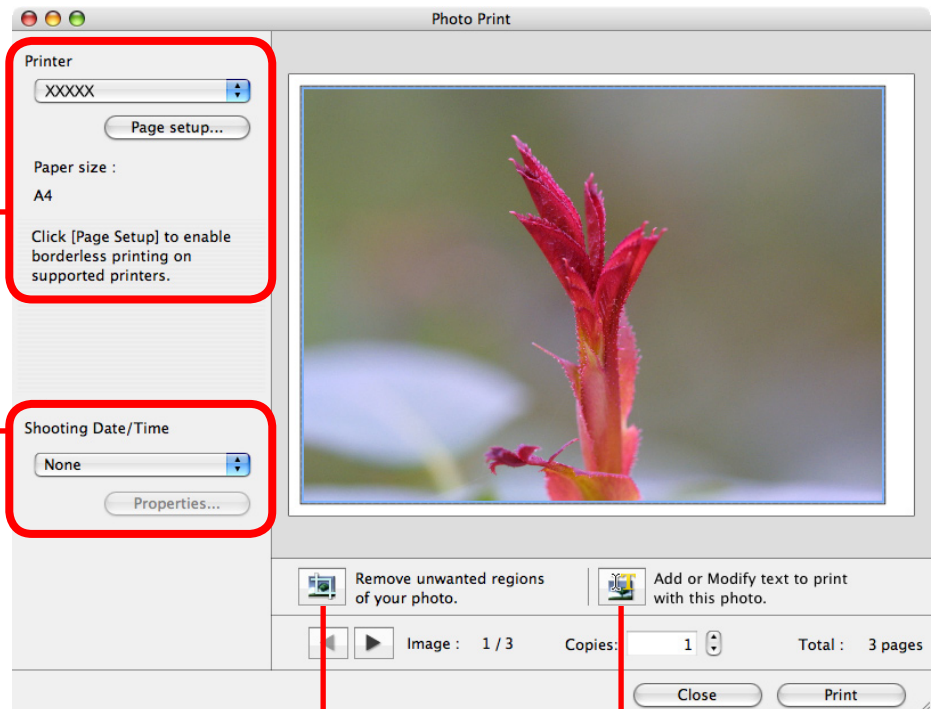 Photo Print
Printer
XXXXX
Page setup...
Paper size :
A4
Click [Page Setup] to enable
borderless printing on
supported printers.
Shooting Date/Time
None
Properties...
Remove unwanted regions
of your photo.
Add or Modify text to print
with this photo.
Image : 1 / 3 Copies: 1 Total : 3 pages
Close Print